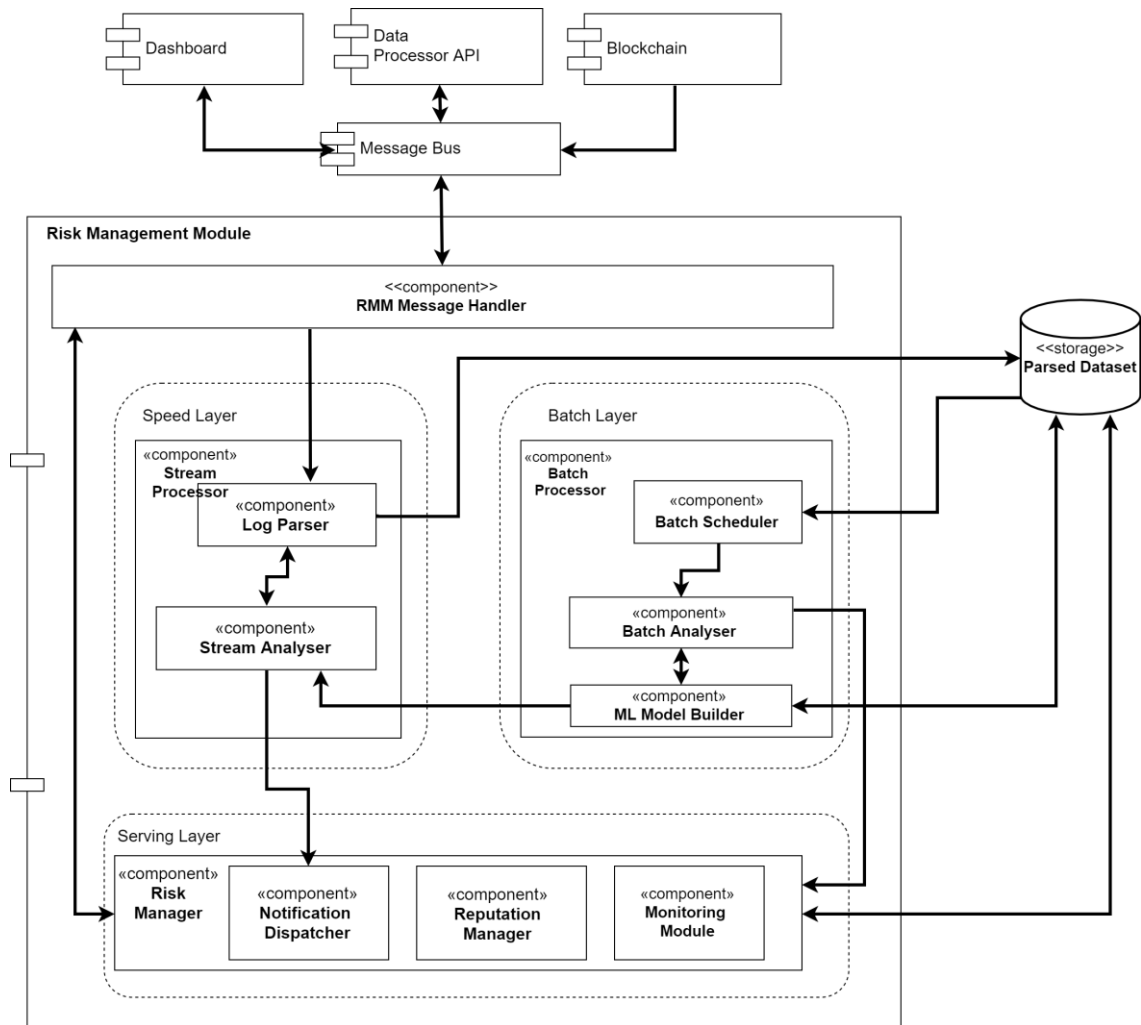 Dashboard
Data
Processor API
Blockchain
Message Bus
Risk Management Module
<<component>>
RMM Message Handler
<<storage>>
Parsed Dataset
Speed Layer
«component»
Stream
Processor
«component»
Log Parser
«component»
Stream Analyser
Batch Layer
«component»
Batch
Processor
«component»
Batch Scheduler
«component»
Batch Analyser
«component»
ML Model Builder
Serving Layer
«component»
Risk
Manager
«component»
Notification
Dispatcher
«component»
Reputation
Manager
«component»
Monitoring
Module